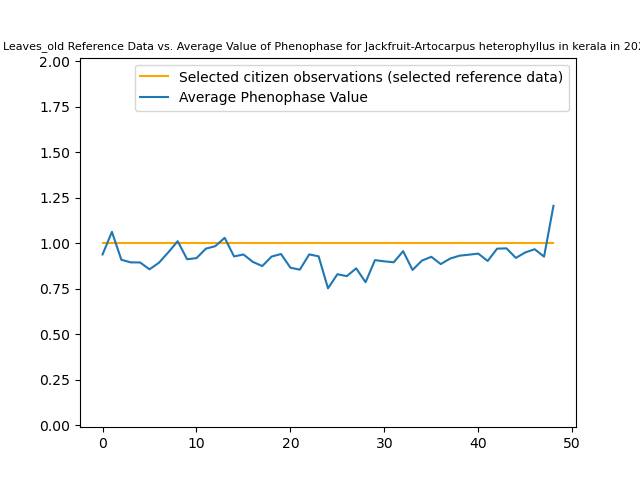 Leaves_old Reference Data vs. Average Value of Phenophase for Jackfruit-Artocarpus heterophyllus in kerala in 202
Selected citizen observations (selected reference data)
Average Phenophase Value
2.00
1.75
1.50
1.25
1.00
0.75
0.50
0.25
0.00
0 10 20 30 40 50